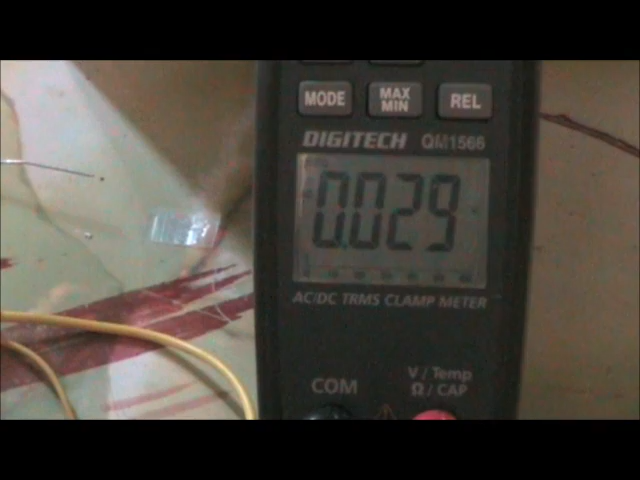 MODE MAX MIN REL
DIGITECH QM1566
0.029
AC/DC TRMS CLAMP METER
COM V / Temp
Ω / CAP